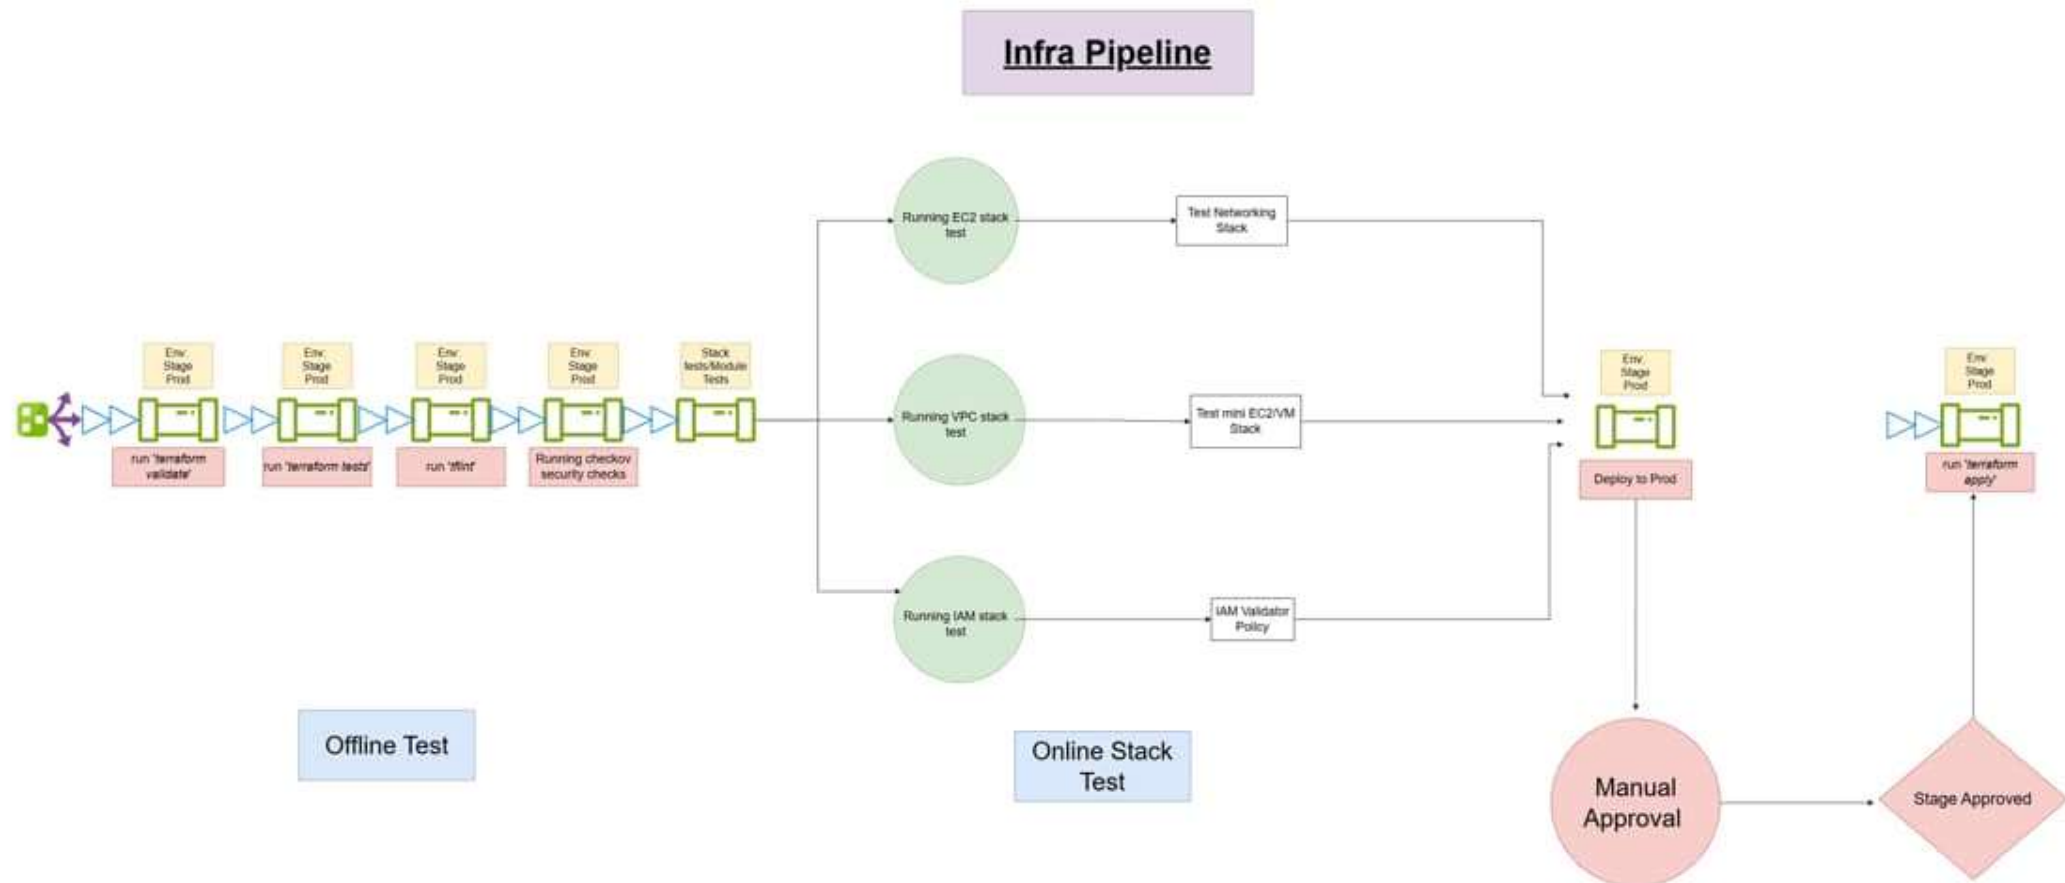 Infra Pipeline
Env:
Stage
Prod
run 'terraform
validate'
Env:
Stage
Prod
run 'terraform tests'
Env:
Stage
Prod
run 'tflint'
Env:
Stage
Prod
Running checkov
security checks
Stack
tests/Module
Tests
Running EC2 stack
test
Test Networking
Stack
Running VPC stack
test
Test mini EC2/VM
Stack
Running IAM stack
test
IAM Validator
Policy
Env:
Stage
Prod
Deploy to Prod
Env:
Stage
Prod
run 'terraform
apply'
Offline Test
Online Stack
Test
Manual
Approval
Stage Approved